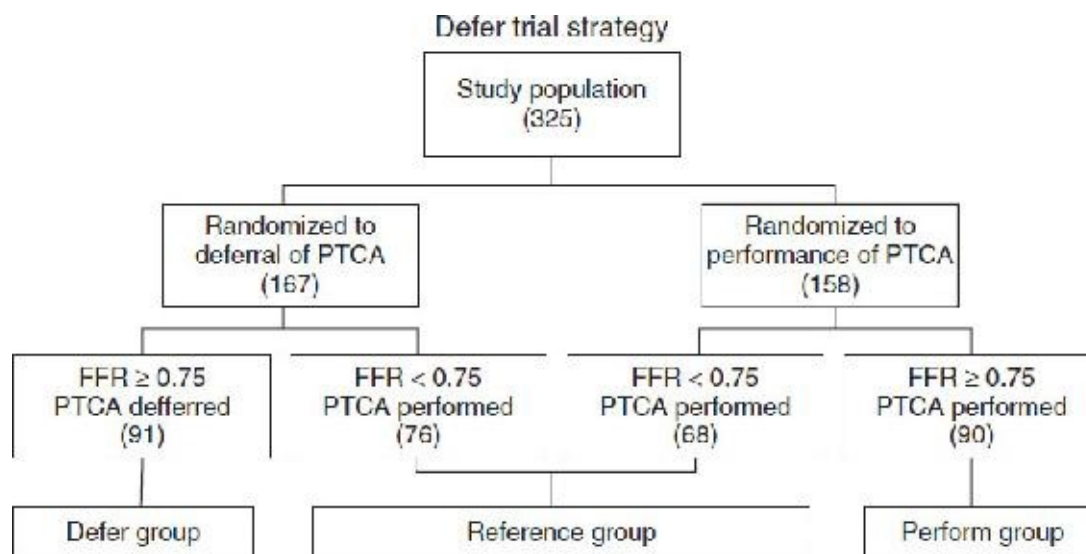 Defer trial strategy
Study population
(325)
Randomized to
deferral of PTCA
(167)
Randomized to
performance of PTCA
(158)
FFR ≥ 0.75
PTCA defferred
(91)
FFR < 0.75
PTCA performed
(76)
FFR < 0.75
PTCA performed
(68)
FFR ≥ 0.75
PTCA performed
(90)
Defer group
Reference group
Perform group